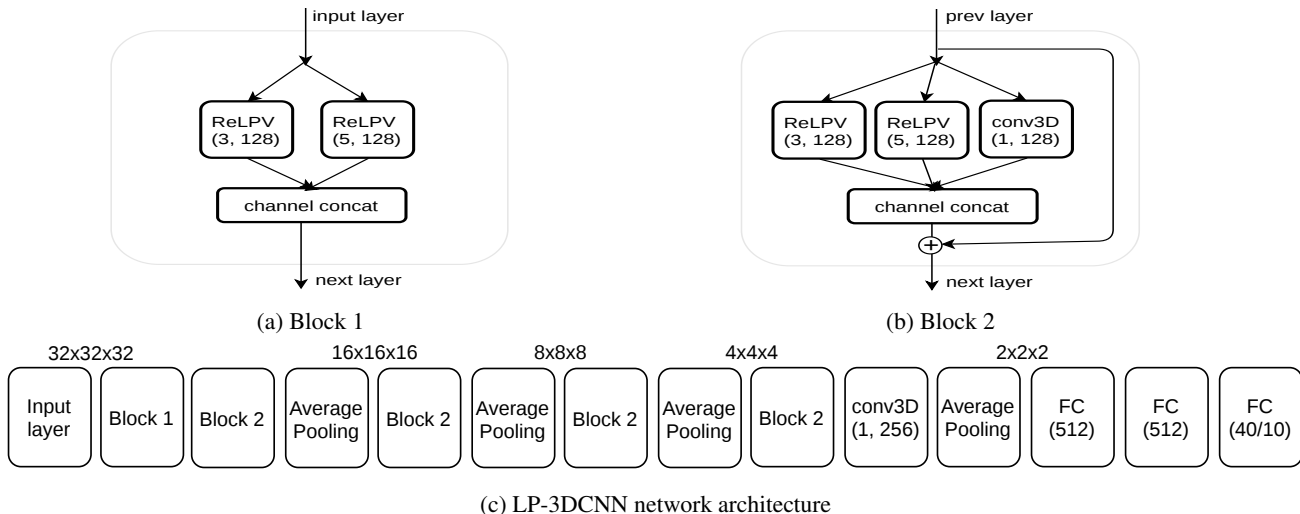 input layer
ReLPV
(3, 128)
ReLPV
(5, 128)
channel concat
next layer
(a) Block 1
prev layer
ReLPV
(3, 128)
ReLPV
(5, 128)
conv3D
(1, 128)
channel concat
+
next layer
(b) Block 2
32x32x32
16x16x16
8x8x8
4x4x4
2x2x2
Input
layer
Block 1
Block 2
Average
Pooling
Block 2
Average
Pooling
Block 2
Average
Pooling
Block 2
conv3D
(1, 256)
Average
Pooling
FC
(512)
FC
(512)
FC
(40/10)
(c) LP-3DCNN network architecture